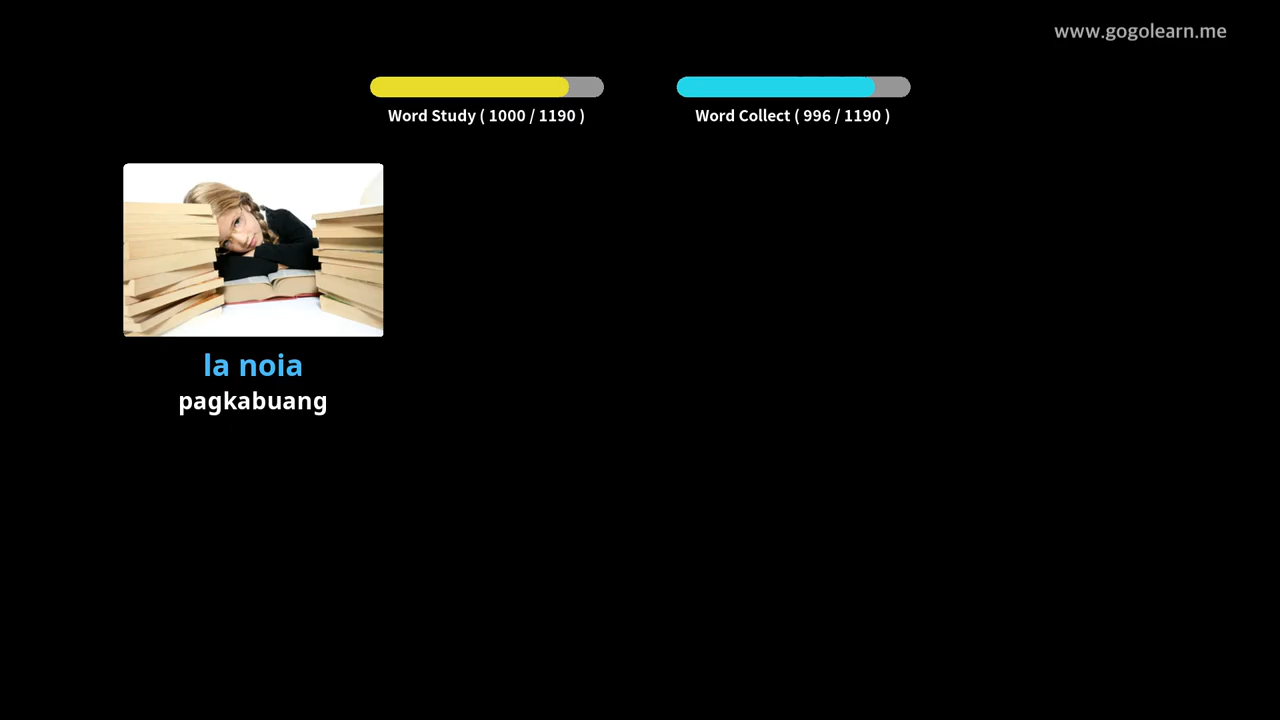 www.gogolearn.me
Word Study ( 1000 / 1190 )
Word Collect ( 996 / 1190 )
la noia
pagkabuang